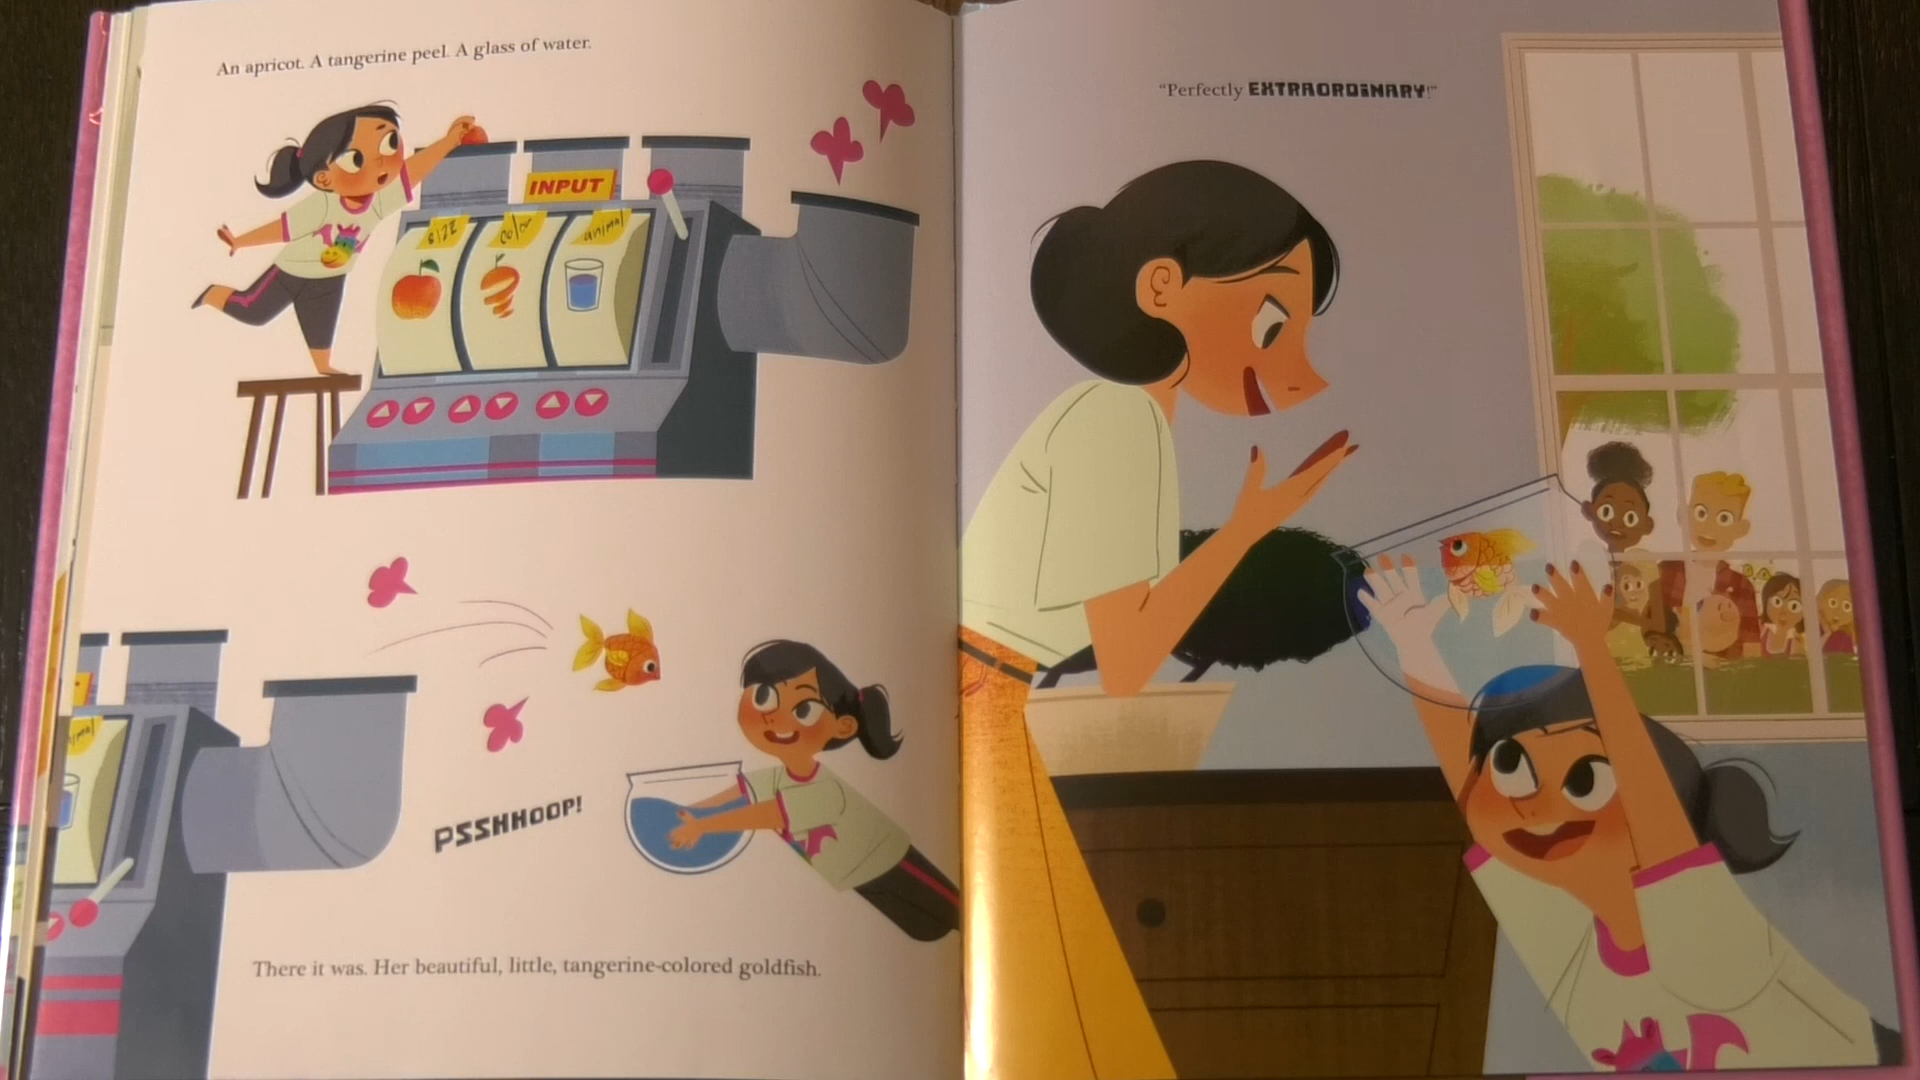 An apricot. A tangerine peel. A glass of water.
INPUT
size
color
animal
PSSHHOOP!
There it was. Her beautiful, little, tangerine-colored goldfish.
“Perfectly EXTRAORDiNARY!”